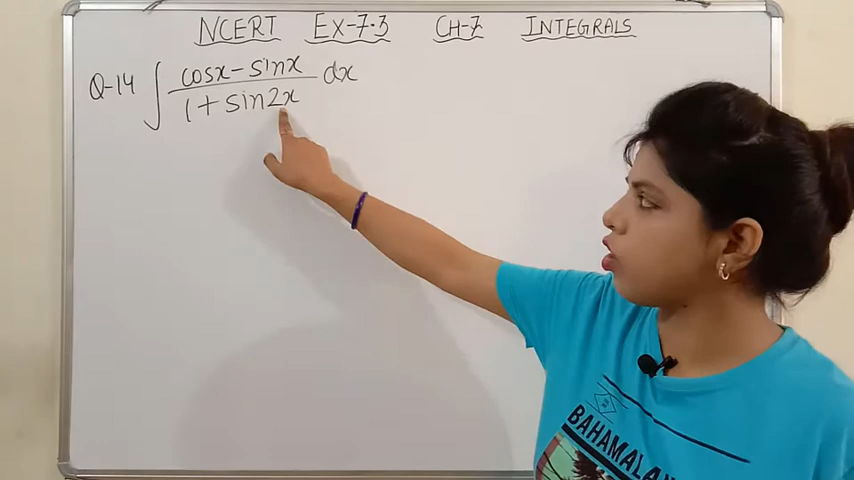 NCERT Ex-7.3 CH-7 INTEGRALS
Q-14 ∫ cosx - sinx / 1 + sin2x dx
BAHAMALA